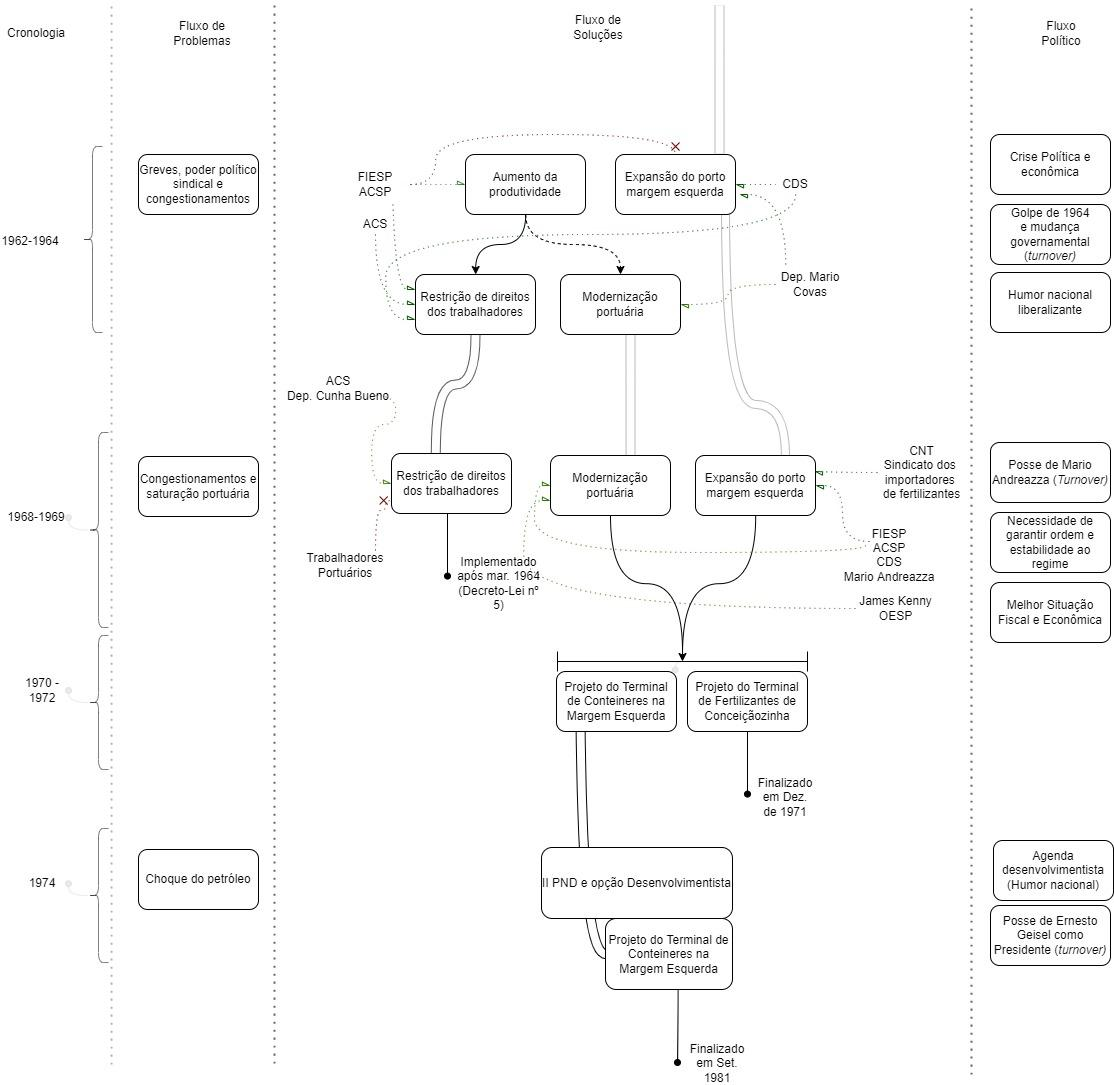 Cronologia
Fluxo de
Problemas
Fluxo de
Soluções
Fluxo
Político
1962-1964
Greves, poder político
sindical e
congestionamentos
FIESP
ACSP
ACS
Aumento da
produtividade
Expansão do porto
margem esquerda
CDS
Dep. Mario
Covas
Restrição de direitos
dos trabalhadores
Modernização
portuária
Crise Política e
econômica
Golpe de 1964
e mudança
governamental
(turnover)
Humor nacional
liberalizante
1968-1969
Congestionamentos e
saturação portuária
ACS
Dep. Cunha Bueno
Restrição de direitos
dos trabalhadores
Modernização
portuária
Expansão do porto
margem esquerda
CNT
Sindicato dos
importadores
de fertilizantes
Trabalhadores
Portuários
Implementado
após mar. 1964
(Decreto-Lei nº
5)
FIESP
ACSP
CDS
Mario Andreazza
James Kenny
OESP
Posse de Mario
Andreazza (Turnover)
Necessidade de
garantir ordem e
estabilidade ao
regime
Melhor Situação
Fiscal e Econômica
1970 -
1972
Projeto do Terminal
de Conteineres na
Margem Esquerda
Projeto do Terminal
de Fertilizantes de
Conceiçãozinha
Finalizado
em Dez.
de 1971
1974
Choque do petróleo
II PND e opção Desenvolvimentista
Projeto do Terminal de
Conteineres na
Margem Esquerda
Finalizado
em Set.
1981
Agenda
desenvolvimentista
(Humor nacional)
Posse de Ernesto
Geisel como
Presidente (turnover)